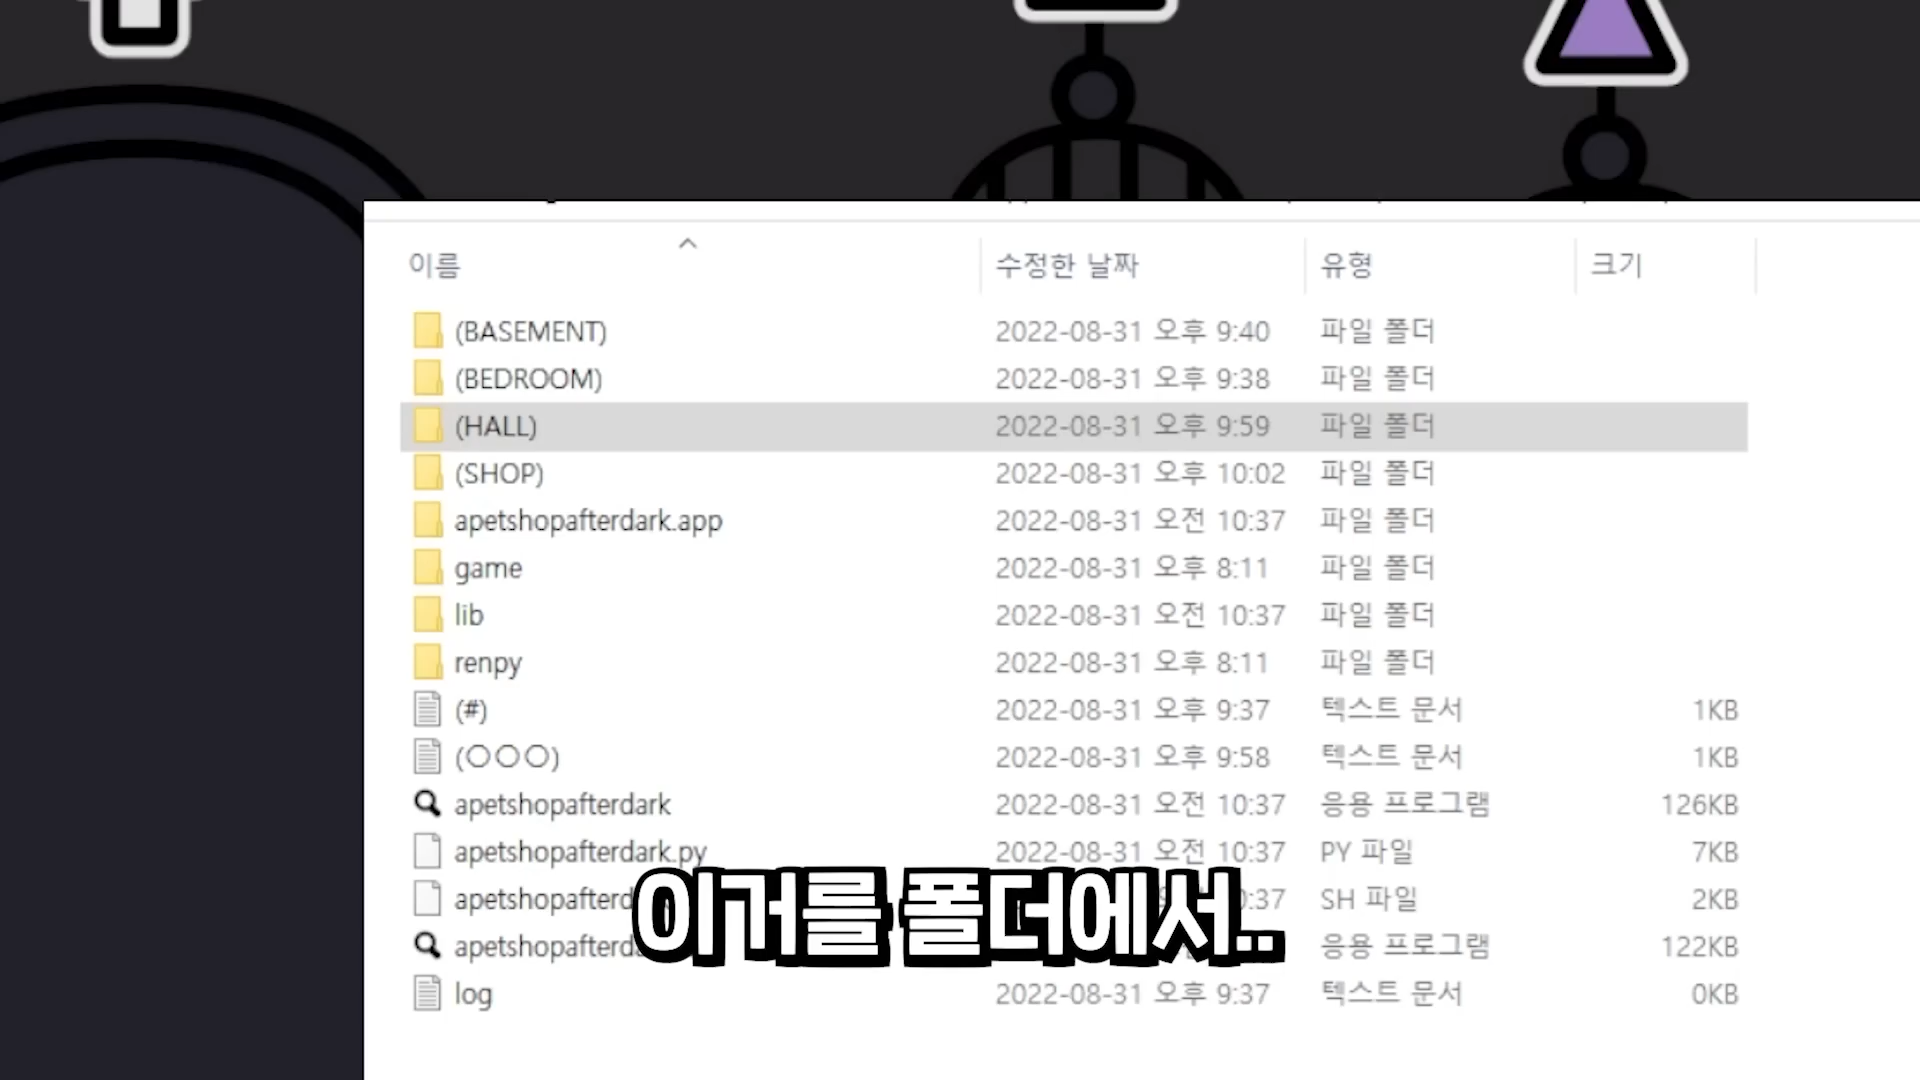 이름 수정한 날짜 유형 크기
(BASEMENT) 2022-08-31 오후 9:40 파일 폴더
(BEDROOM) 2022-08-31 오후 9:38 파일 폴더
(HALL) 2022-08-31 오후 9:59 파일 폴더
(SHOP) 2022-08-31 오후 10:02 파일 폴더
apetshopafterdark.app 2022-08-31 오전 10:37 파일 폴더
game 2022-08-31 오후 8:11 파일 폴더
lib 2022-08-31 오전 10:37 파일 폴더
renpy 2022-08-31 오후 8:11 파일 폴더
(#) 2022-08-31 오후 9:37 텍스트 문서 1KB
(〇〇〇) 2022-08-31 오후 9:58 텍스트 문서 1KB
apetshopafterdark 2022-08-31 오전 10:37 응용 프로그램 126KB
apetshopafterdark.py 2022-08-31 오전 10:37 PY 파일 7KB
SH 파일 2KB
응용 프로그램 122KB
이거를 폴더에서..
log 2022-08-31 오후 9:37 텍스트 문서 0KB